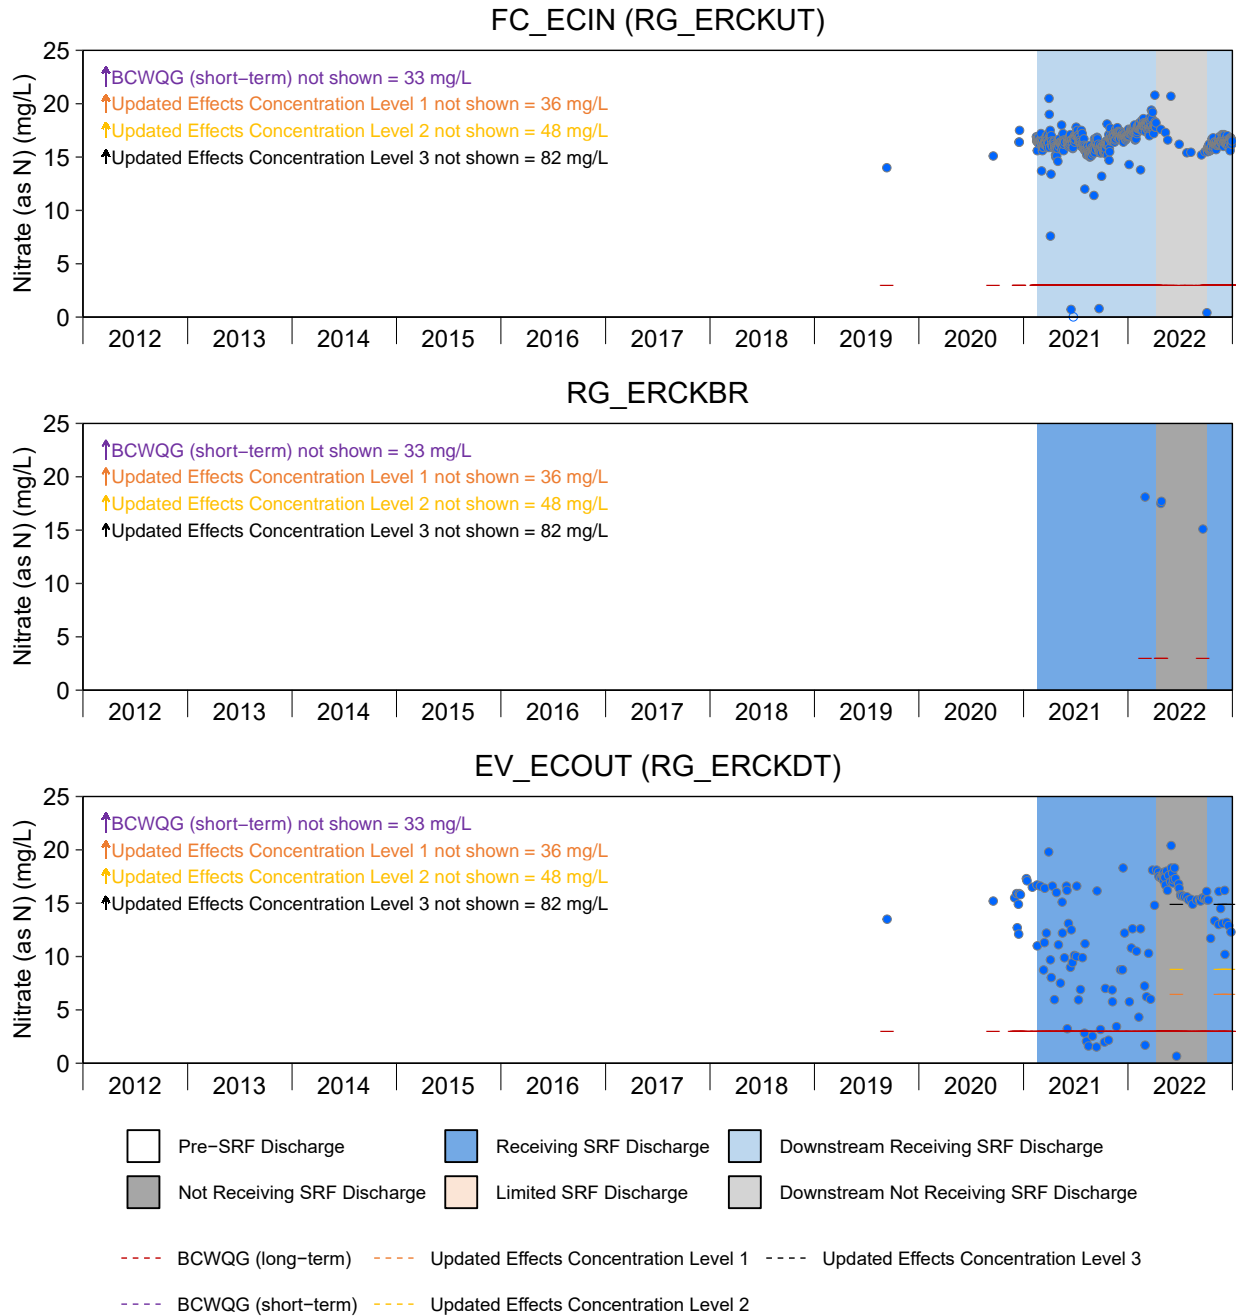 FC_ECIN (RG_ERCKUT)
Nitrate (as N) (mg/L)
25
20
15
10
5
0
BCWQG (short−term) not shown = 33 mg/L
Updated Effects Concentration Level 1 not shown = 36 mg/L
Updated Effects Concentration Level 2 not shown = 48 mg/L
Updated Effects Concentration Level 3 not shown = 82 mg/L
2012 2013 2014 2015 2016 2017 2018 2019 2020 2021 2022
RG_ERCKBR
Nitrate (as N) (mg/L)
25
20
15
10
5
0
BCWQG (short−term) not shown = 33 mg/L
Updated Effects Concentration Level 1 not shown = 36 mg/L
Updated Effects Concentration Level 2 not shown = 48 mg/L
Updated Effects Concentration Level 3 not shown = 82 mg/L
2012 2013 2014 2015 2016 2017 2018 2019 2020 2021 2022
EV_ECOUT (RG_ERCKDT)
Nitrate (as N) (mg/L)
25
20
15
10
5
0
BCWQG (short−term) not shown = 33 mg/L
Updated Effects Concentration Level 1 not shown = 36 mg/L
Updated Effects Concentration Level 2 not shown = 48 mg/L
Updated Effects Concentration Level 3 not shown = 82 mg/L
2012 2013 2014 2015 2016 2017 2018 2019 2020 2021 2022
Pre−SRF Discharge Receiving SRF Discharge Downstream Receiving SRF Discharge
Not Receiving SRF Discharge Limited SRF Discharge Downstream Not Receiving SRF Discharge
BCWQG (long−term) Updated Effects Concentration Level 1 Updated Effects Concentration Level 3
BCWQG (short−term) Updated Effects Concentration Level 2